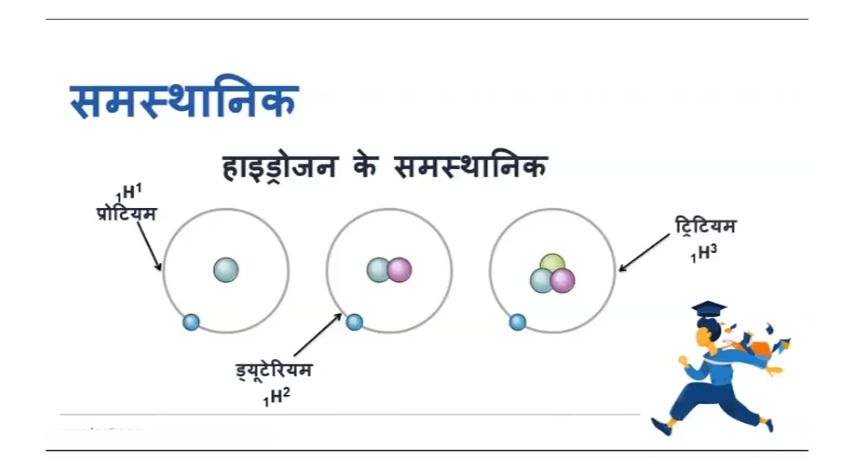 समस्थानिक
हाइड्रोजन के समस्थानिक
₁H¹
प्रोटियम
ट्रिटियम
₁H³
ड्यूटेरियम
₁H²